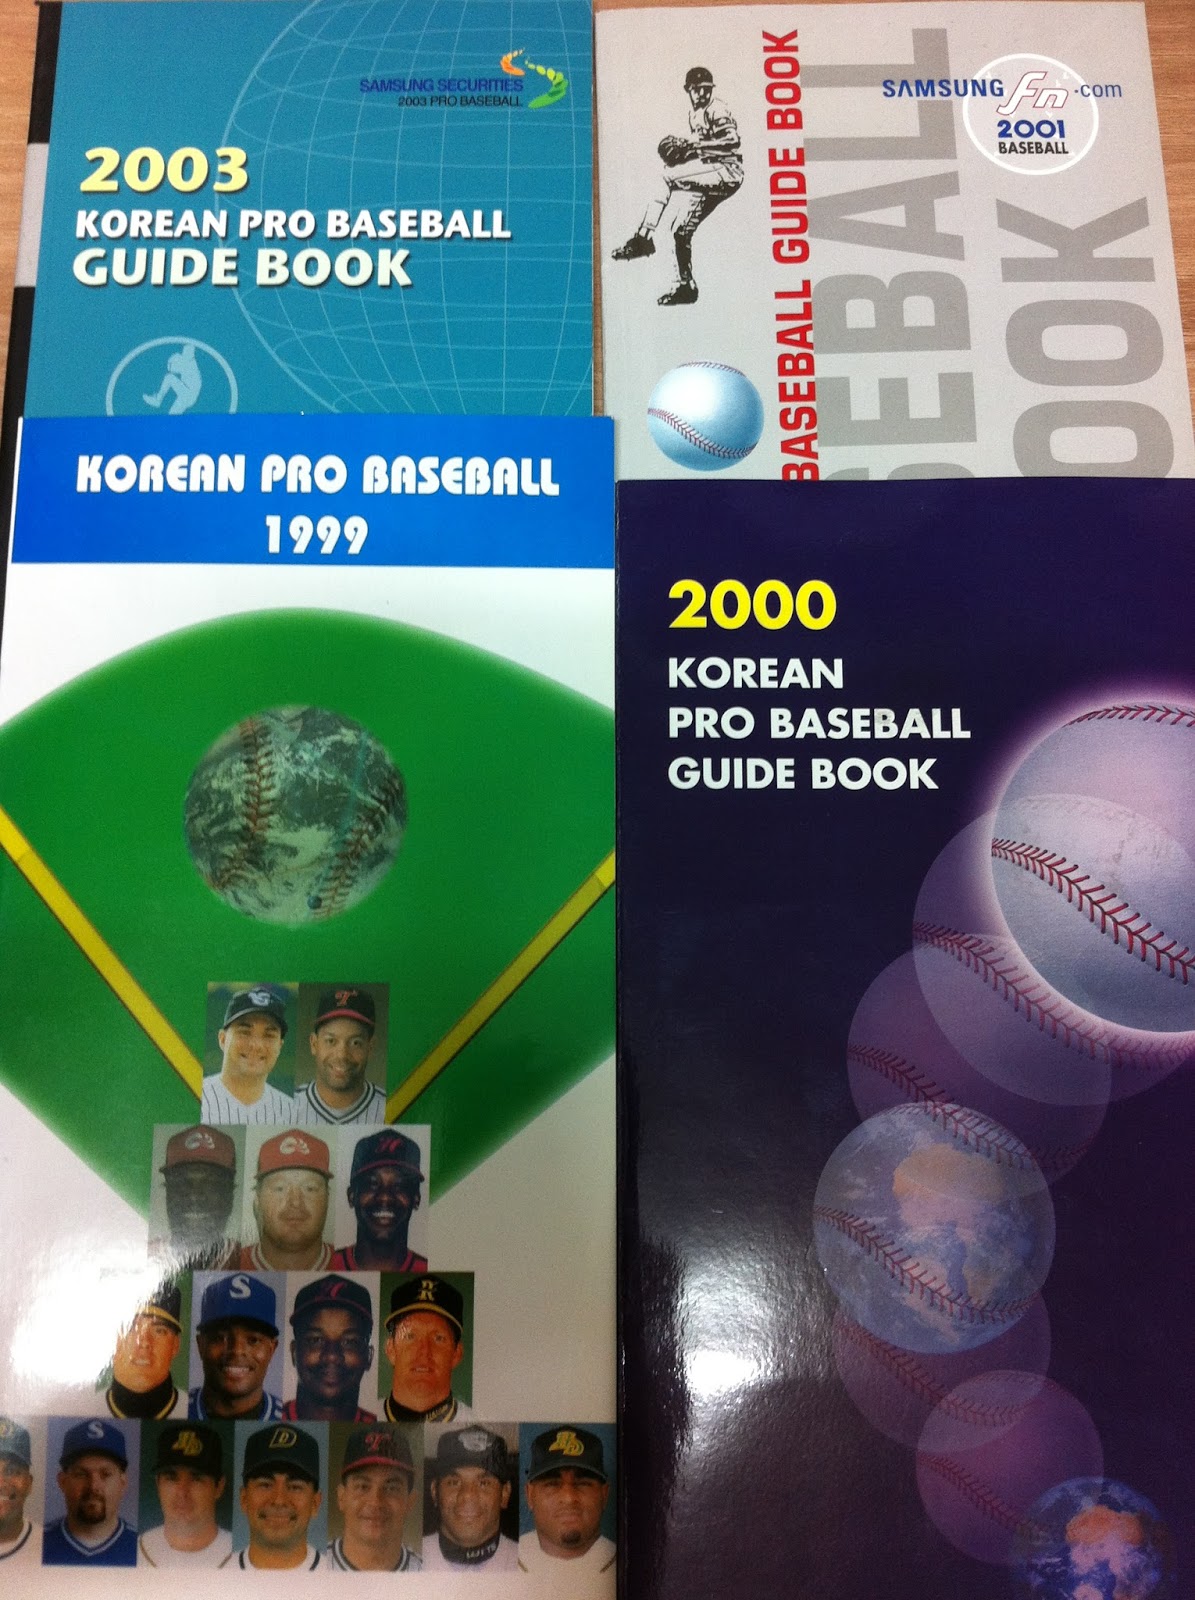 SAMSUNG SECURITIES
2003 PRO BASEBALL
2003
KOREAN PRO BASEBALL
GUIDE BOOK
BASEBALL GUIDE BOOK
SAMSUNG Fn.com
2001
BASEBALL
KOREAN PRO BASEBALL
1999
2000
KOREAN
PRO BASEBALL
GUIDE BOOK